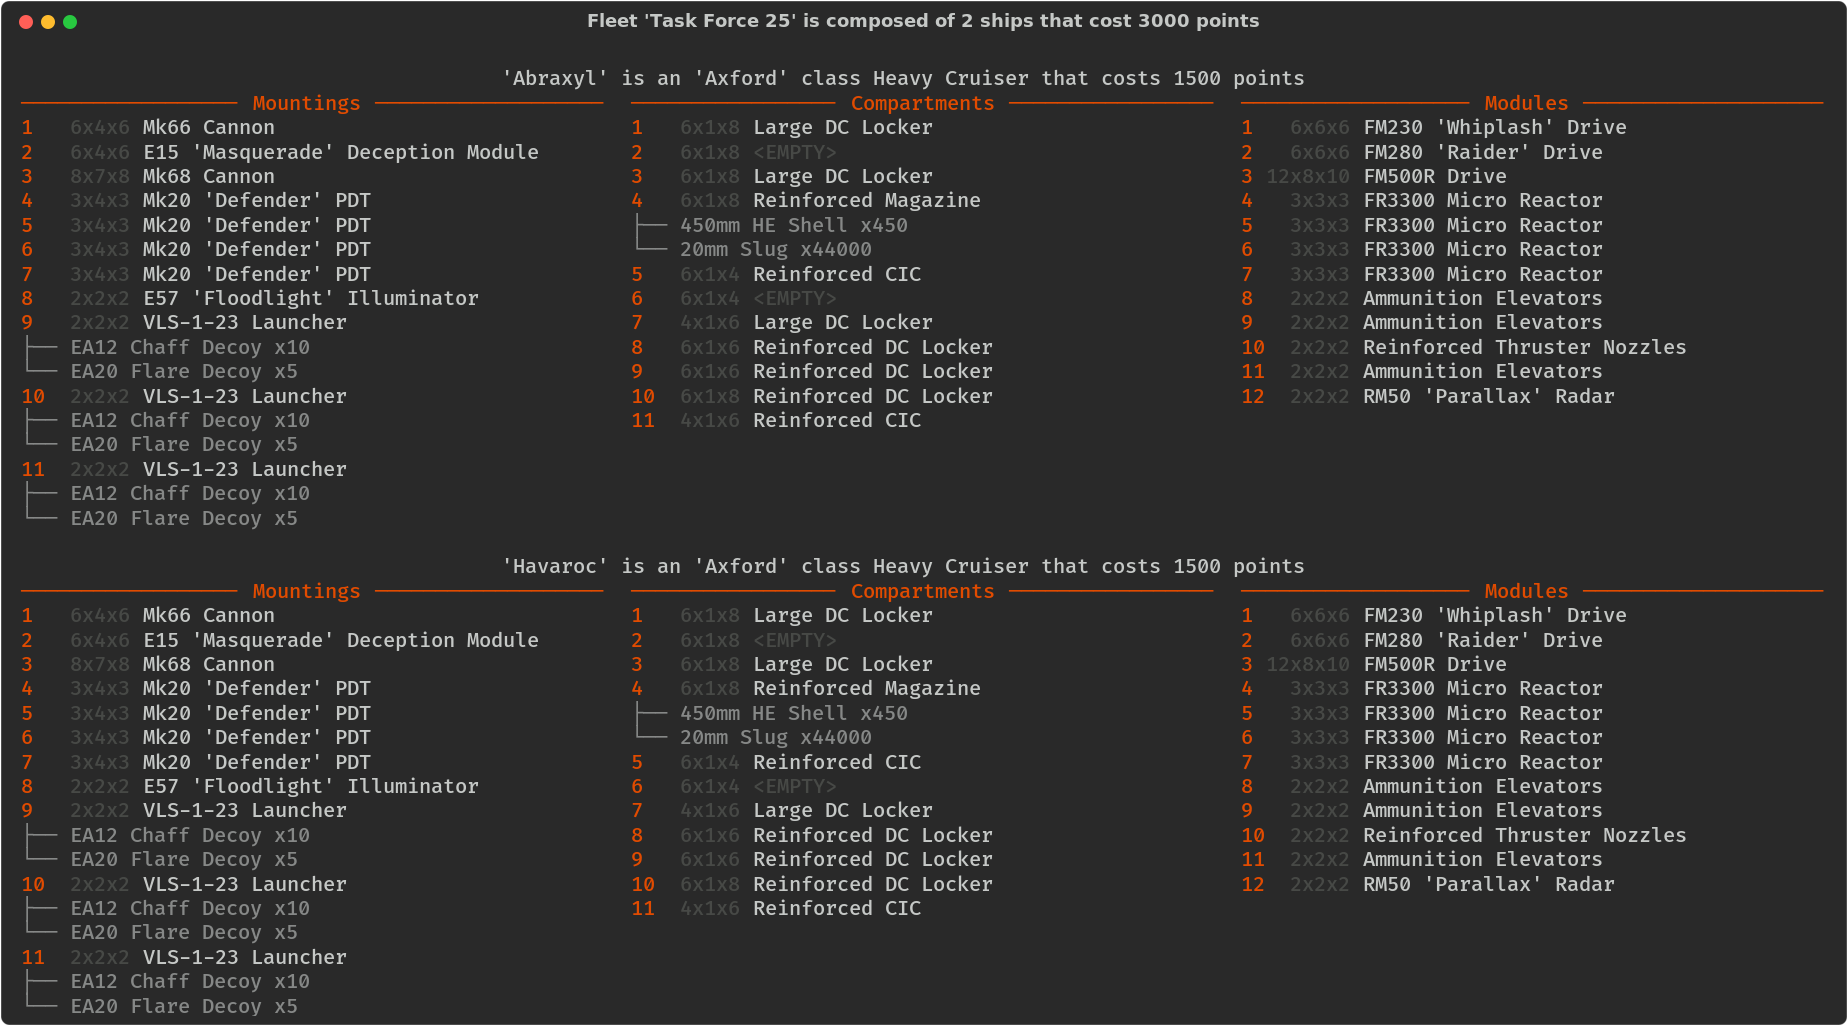 Fleet 'Task Force 25' is composed of 2 ships that cost 3000 points
'Abraxyl' is an 'Axford' class Heavy Cruiser that costs 1500 points
Mountings
1 6x4x6 Mk66 Cannon
2 6x4x6 E15 'Masquerade' Deception Module
3 8x7x8 Mk68 Cannon
4 3x4x3 Mk20 'Defender' PDT
5 3x4x3 Mk20 'Defender' PDT
6 3x4x3 Mk20 'Defender' PDT
7 3x4x3 Mk20 'Defender' PDT
8 2x2x2 E57 'Floodlight' Illuminator
9 2x2x2 VLS-1-23 Launcher
├── EA12 Chaff Decoy x10
└── EA20 Flare Decoy x5
10 2x2x2 VLS-1-23 Launcher
├── EA12 Chaff Decoy x10
└── EA20 Flare Decoy x5
11 2x2x2 VLS-1-23 Launcher
├── EA12 Chaff Decoy x10
└── EA20 Flare Decoy x5
Compartments
1 6x1x8 Large DC Locker
2 6x1x8 <EMPTY>
3 6x1x8 Large DC Locker
4 6x1x8 Reinforced Magazine
├── 450mm HE Shell x450
└── 20mm Slug x44000
5 6x1x4 Reinforced CIC
6 6x1x4 <EMPTY>
7 4x1x6 Large DC Locker
8 6x1x6 Reinforced DC Locker
9 6x1x6 Reinforced DC Locker
10 6x1x8 Reinforced DC Locker
11 4x1x6 Reinforced CIC
Modules
1 6x6x6 FM230 'Whiplash' Drive
2 6x6x6 FM280 'Raider' Drive
3 12x8x10 FM500R Drive
4 3x3x3 FR3300 Micro Reactor
5 3x3x3 FR3300 Micro Reactor
6 3x3x3 FR3300 Micro Reactor
7 3x3x3 FR3300 Micro Reactor
8 2x2x2 Ammunition Elevators
9 2x2x2 Ammunition Elevators
10 2x2x2 Reinforced Thruster Nozzles
11 2x2x2 Ammunition Elevators
12 2x2x2 RM50 'Parallax' Radar
'Havaroc' is an 'Axford' class Heavy Cruiser that costs 1500 points
Mountings
1 6x4x6 Mk66 Cannon
2 6x4x6 E15 'Masquerade' Deception Module
3 8x7x8 Mk68 Cannon
4 3x4x3 Mk20 'Defender' PDT
5 3x4x3 Mk20 'Defender' PDT
6 3x4x3 Mk20 'Defender' PDT
7 3x4x3 Mk20 'Defender' PDT
8 2x2x2 E57 'Floodlight' Illuminator
9 2x2x2 VLS-1-23 Launcher
├── EA12 Chaff Decoy x10
└── EA20 Flare Decoy x5
10 2x2x2 VLS-1-23 Launcher
├── EA12 Chaff Decoy x10
└── EA20 Flare Decoy x5
11 2x2x2 VLS-1-23 Launcher
├── EA12 Chaff Decoy x10
└── EA20 Flare Decoy x5
Compartments
1 6x1x8 Large DC Locker
2 6x1x8 <EMPTY>
3 6x1x8 Large DC Locker
4 6x1x8 Reinforced Magazine
├── 450mm HE Shell x450
└── 20mm Slug x44000
5 6x1x4 Reinforced CIC
6 6x1x4 <EMPTY>
7 4x1x6 Large DC Locker
8 6x1x6 Reinforced DC Locker
9 6x1x6 Reinforced DC Locker
10 6x1x8 Reinforced DC Locker
11 4x1x6 Reinforced CIC
Modules
1 6x6x6 FM230 'Whiplash' Drive
2 6x6x6 FM280 'Raider' Drive
3 12x8x10 FM500R Drive
4 3x3x3 FR3300 Micro Reactor
5 3x3x3 FR3300 Micro Reactor
6 3x3x3 FR3300 Micro Reactor
7 3x3x3 FR3300 Micro Reactor
8 2x2x2 Ammunition Elevators
9 2x2x2 Ammunition Elevators
10 2x2x2 Reinforced Thruster Nozzles
11 2x2x2 Ammunition Elevators
12 2x2x2 RM50 'Parallax' Radar